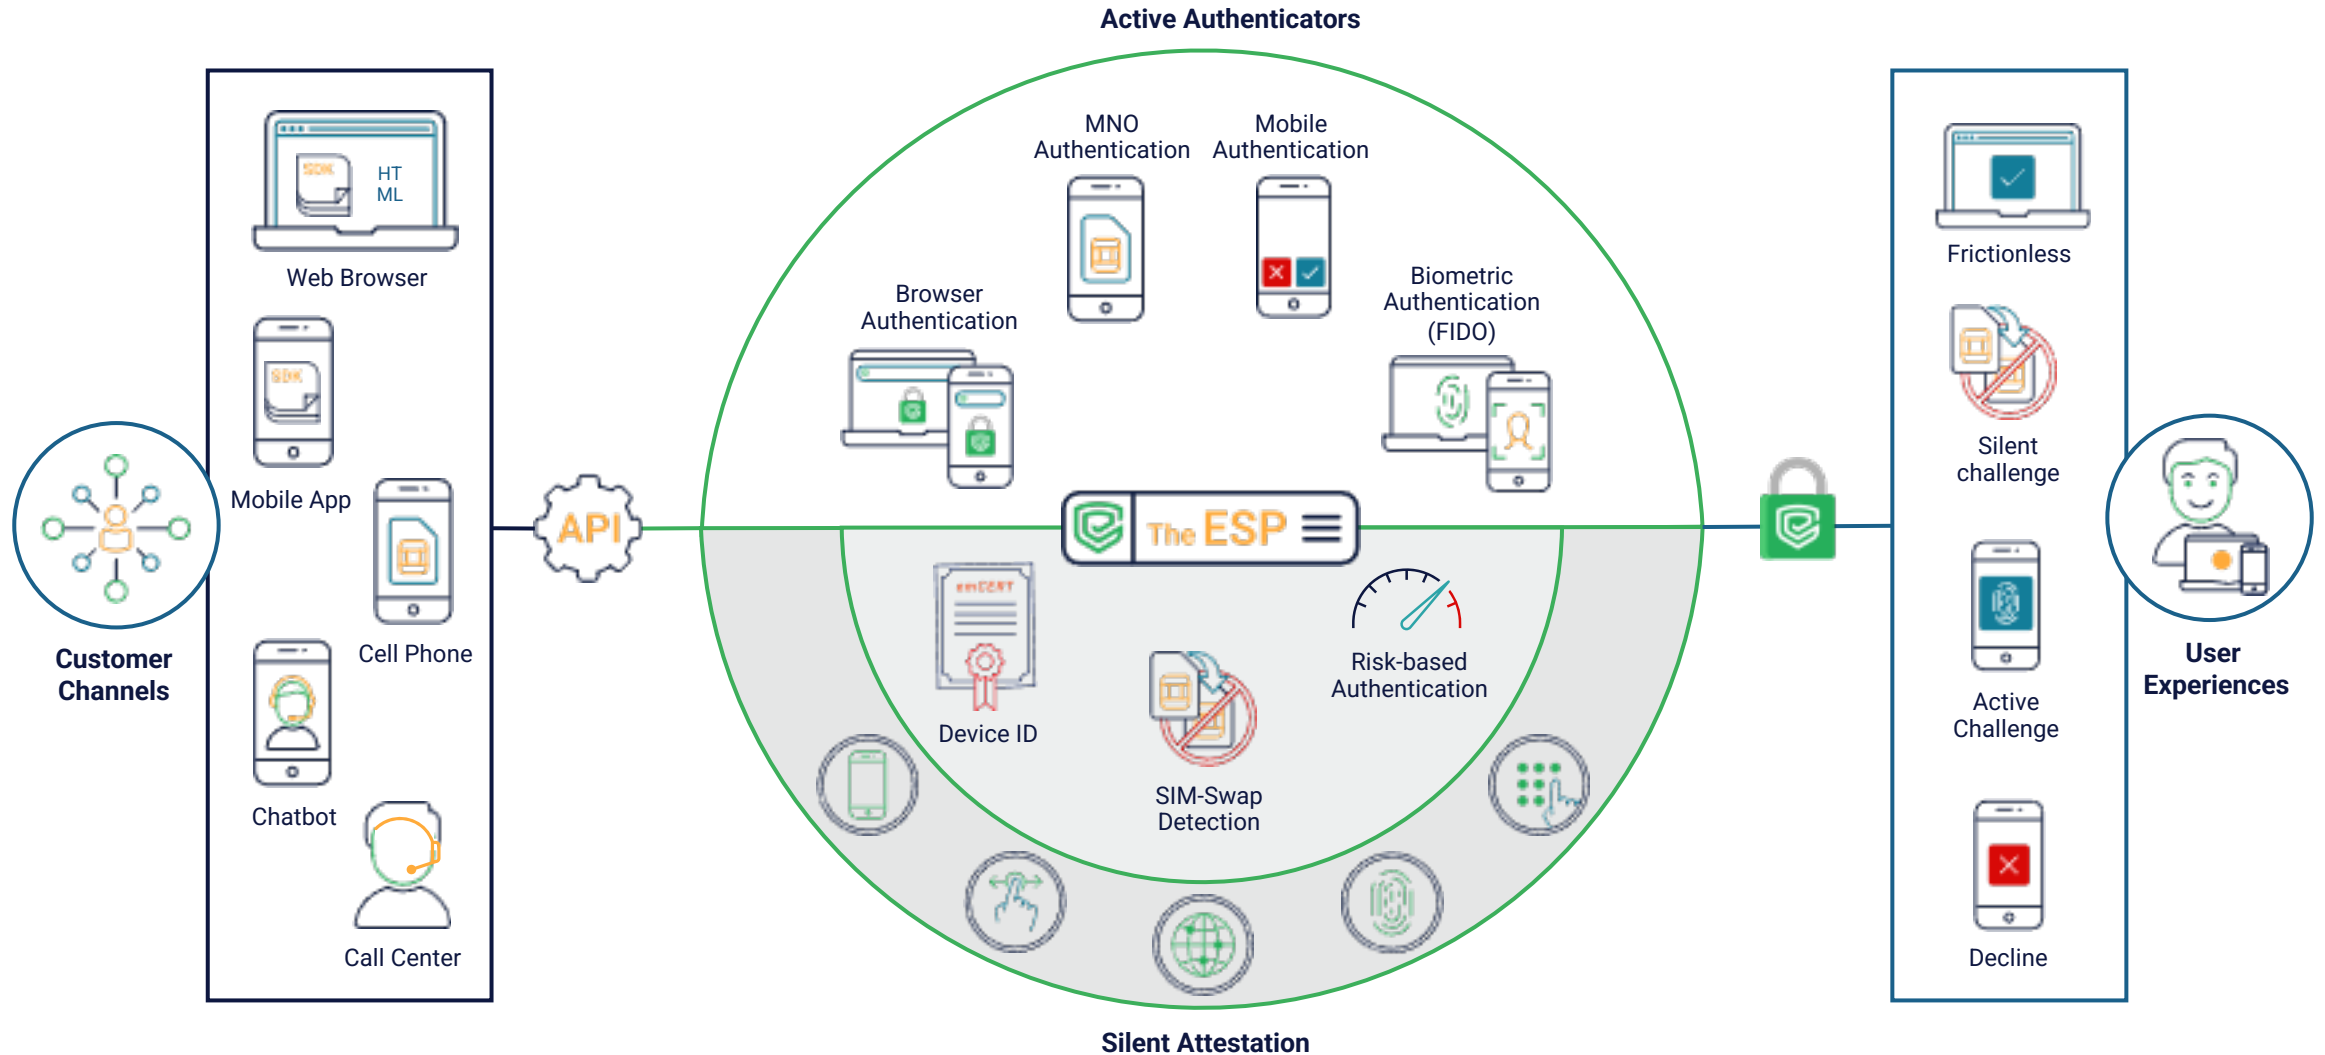 Active Authenticators
SDK
HT
ML
Web Browser
SDK
Mobile App
Cell Phone
Chatbot
Call Center
Customer
Channels
API
MNO
Authentication
Mobile
Authentication
Browser
Authentication
Biometric
Authentication
(FIDO)
The ESP
emCERT
Device ID
SIM-Swap
Detection
Risk-based
Authentication
Silent Attestation
Frictionless
Silent
challenge
Active
Challenge
Decline
User
Experiences